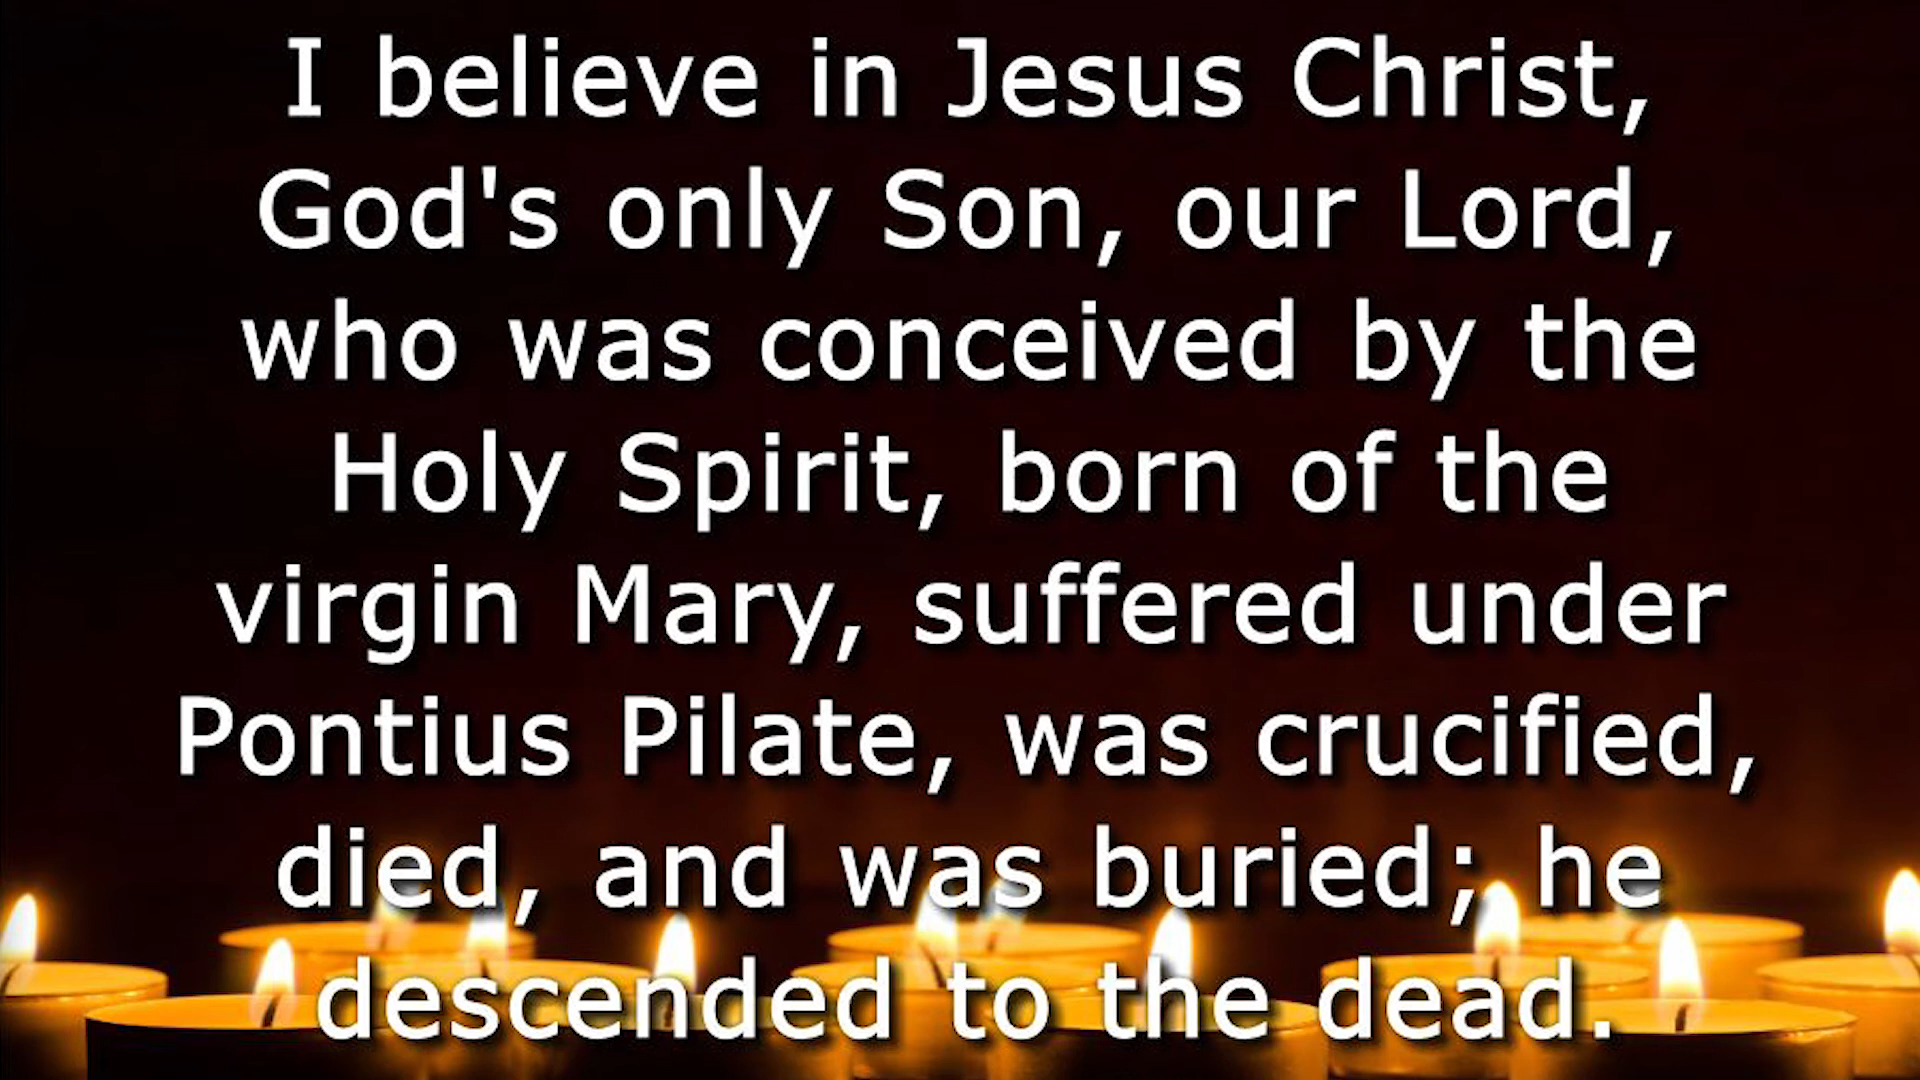 I believe in Jesus Christ,
God's only Son, our Lord,
who was conceived by the
Holy Spirit, born of the
virgin Mary, suffered under
Pontius Pilate, was crucified,
died, and was buried; he
descended to the dead.